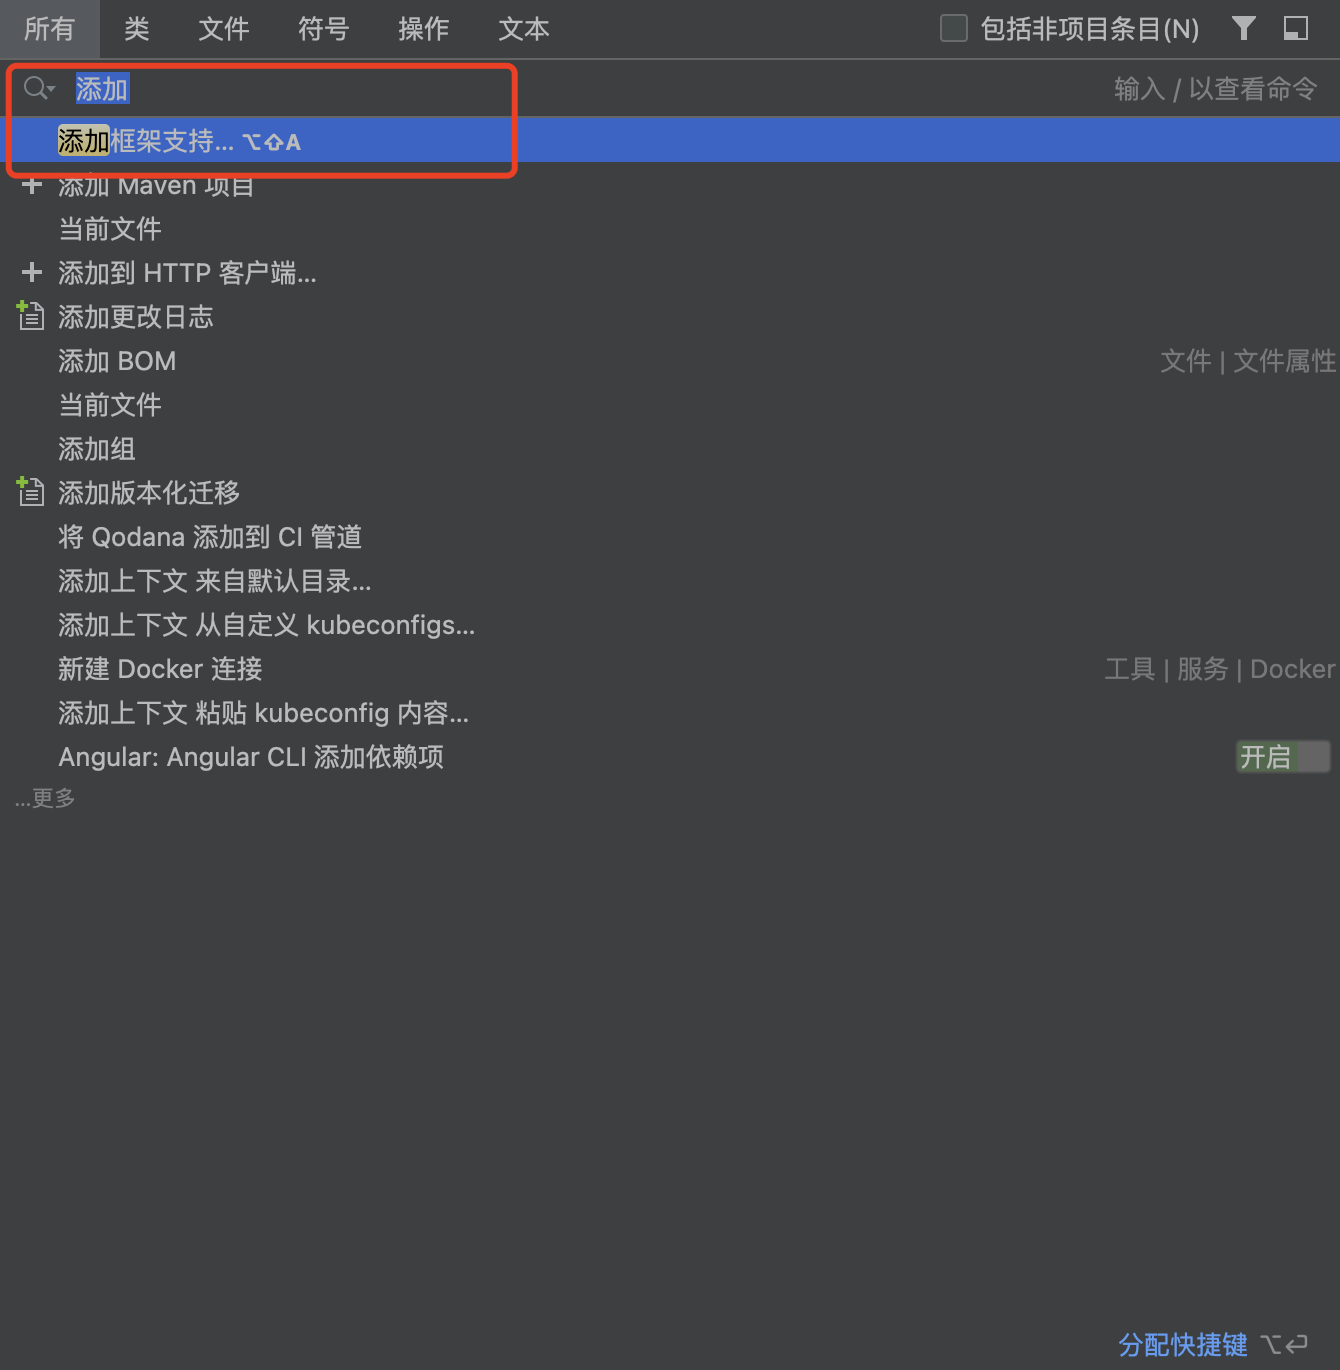 所有 类 文件 符号 操作 文本 包括非项目条目(N)
添加 输入 / 以查看命令
添加框架支持... ⌥⇧A
添加 Maven 项目
当前文件
添加到 HTTP 客户端...
添加更改日志
添加 BOM 文件 | 文件属性
当前文件
添加组
添加版本化迁移
将 Qodana 添加到 CI 管道
添加上下文 来自默认目录...
添加上下文 从自定义 kubeconfigs...
新建 Docker 连接 工具 | 服务 | Docker
添加上下文 粘贴 kubeconfig 内容...
Angular: Angular CLI 添加依赖项 开启
...更多
分配快捷键 ⌥⏎